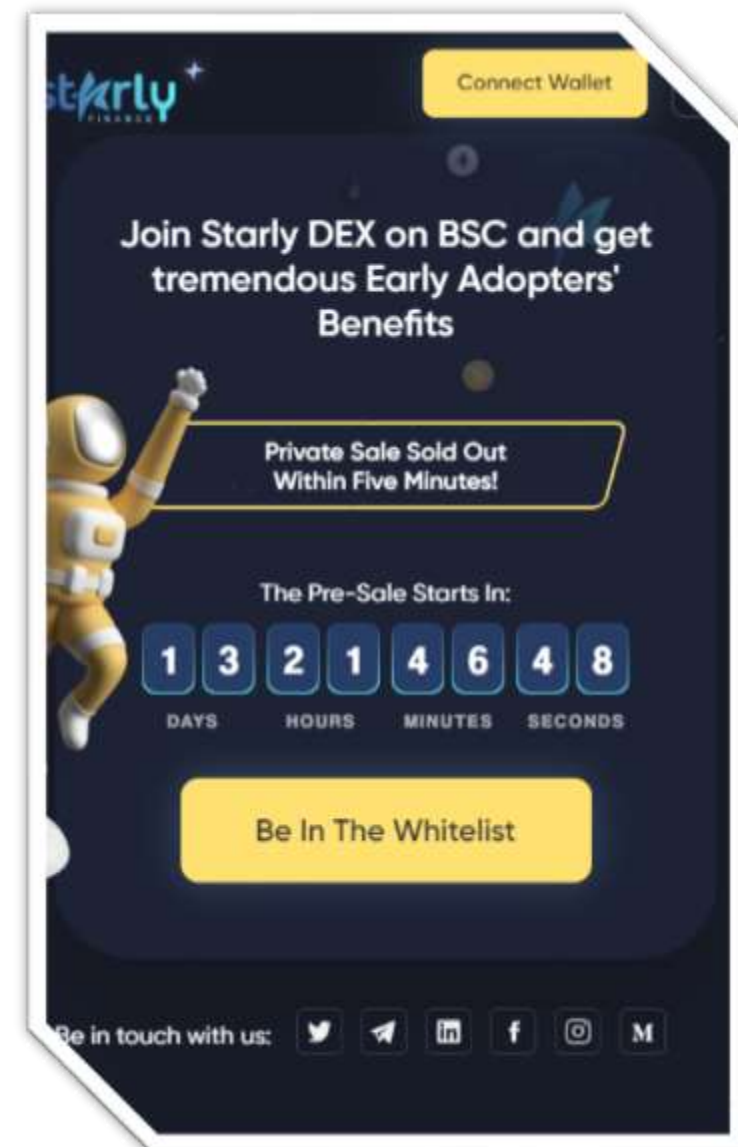 starly
FINANCE
Connect Wallet
Join Starly DEX on BSC and get
tremendous Early Adopters'
Benefits
Private Sale Sold Out
Within Five Minutes!
The Pre-Sale Starts In:
1 3 2 1 4 6 4 8
DAYS HOURS MINUTES SECONDS
Be In The Whitelist
Be in touch with us: